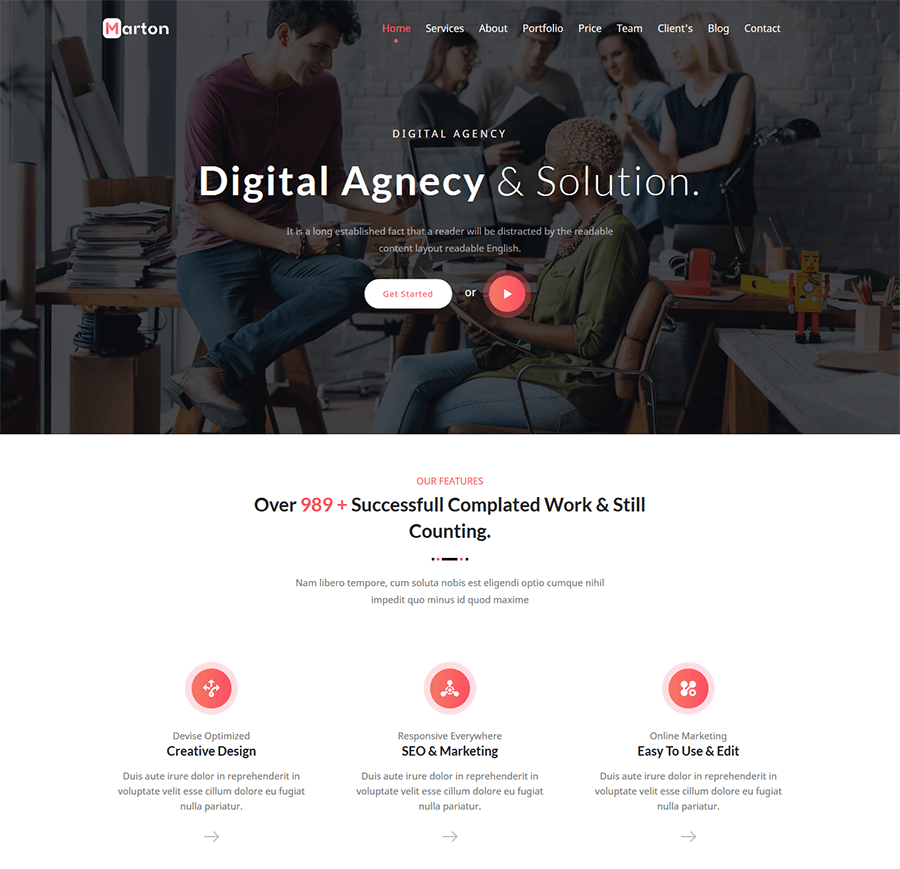 Marton
Home Services About Portfolio Price Team Client's Blog Contact
DIGITAL AGENCY
Digital Agnecy & Solution.
It is a long established fact that a reader will be distracted by the readable
content layout readable English.
Get Started or
OUR FEATURES
Over 989 + Successfull Complated Work & Still
Counting.
Nam libero tempore, cum soluta nobis est eligendi optio cumque nihil
impedit quo minus id quod maxime
Devise Optimized
Creative Design
Duis aute irure dolor in reprehenderit in
voluptate velit esse cillum dolore eu fugiat
nulla pariatur.
Responsive Everywhere
SEO & Marketing
Duis aute irure dolor in reprehenderit in
voluptate velit esse cillum dolore eu fugiat
nulla pariatur.
Online Marketing
Easy To Use & Edit
Duis aute irure dolor in reprehenderit in
voluptate velit esse cillum dolore eu fugiat
nulla pariatur.